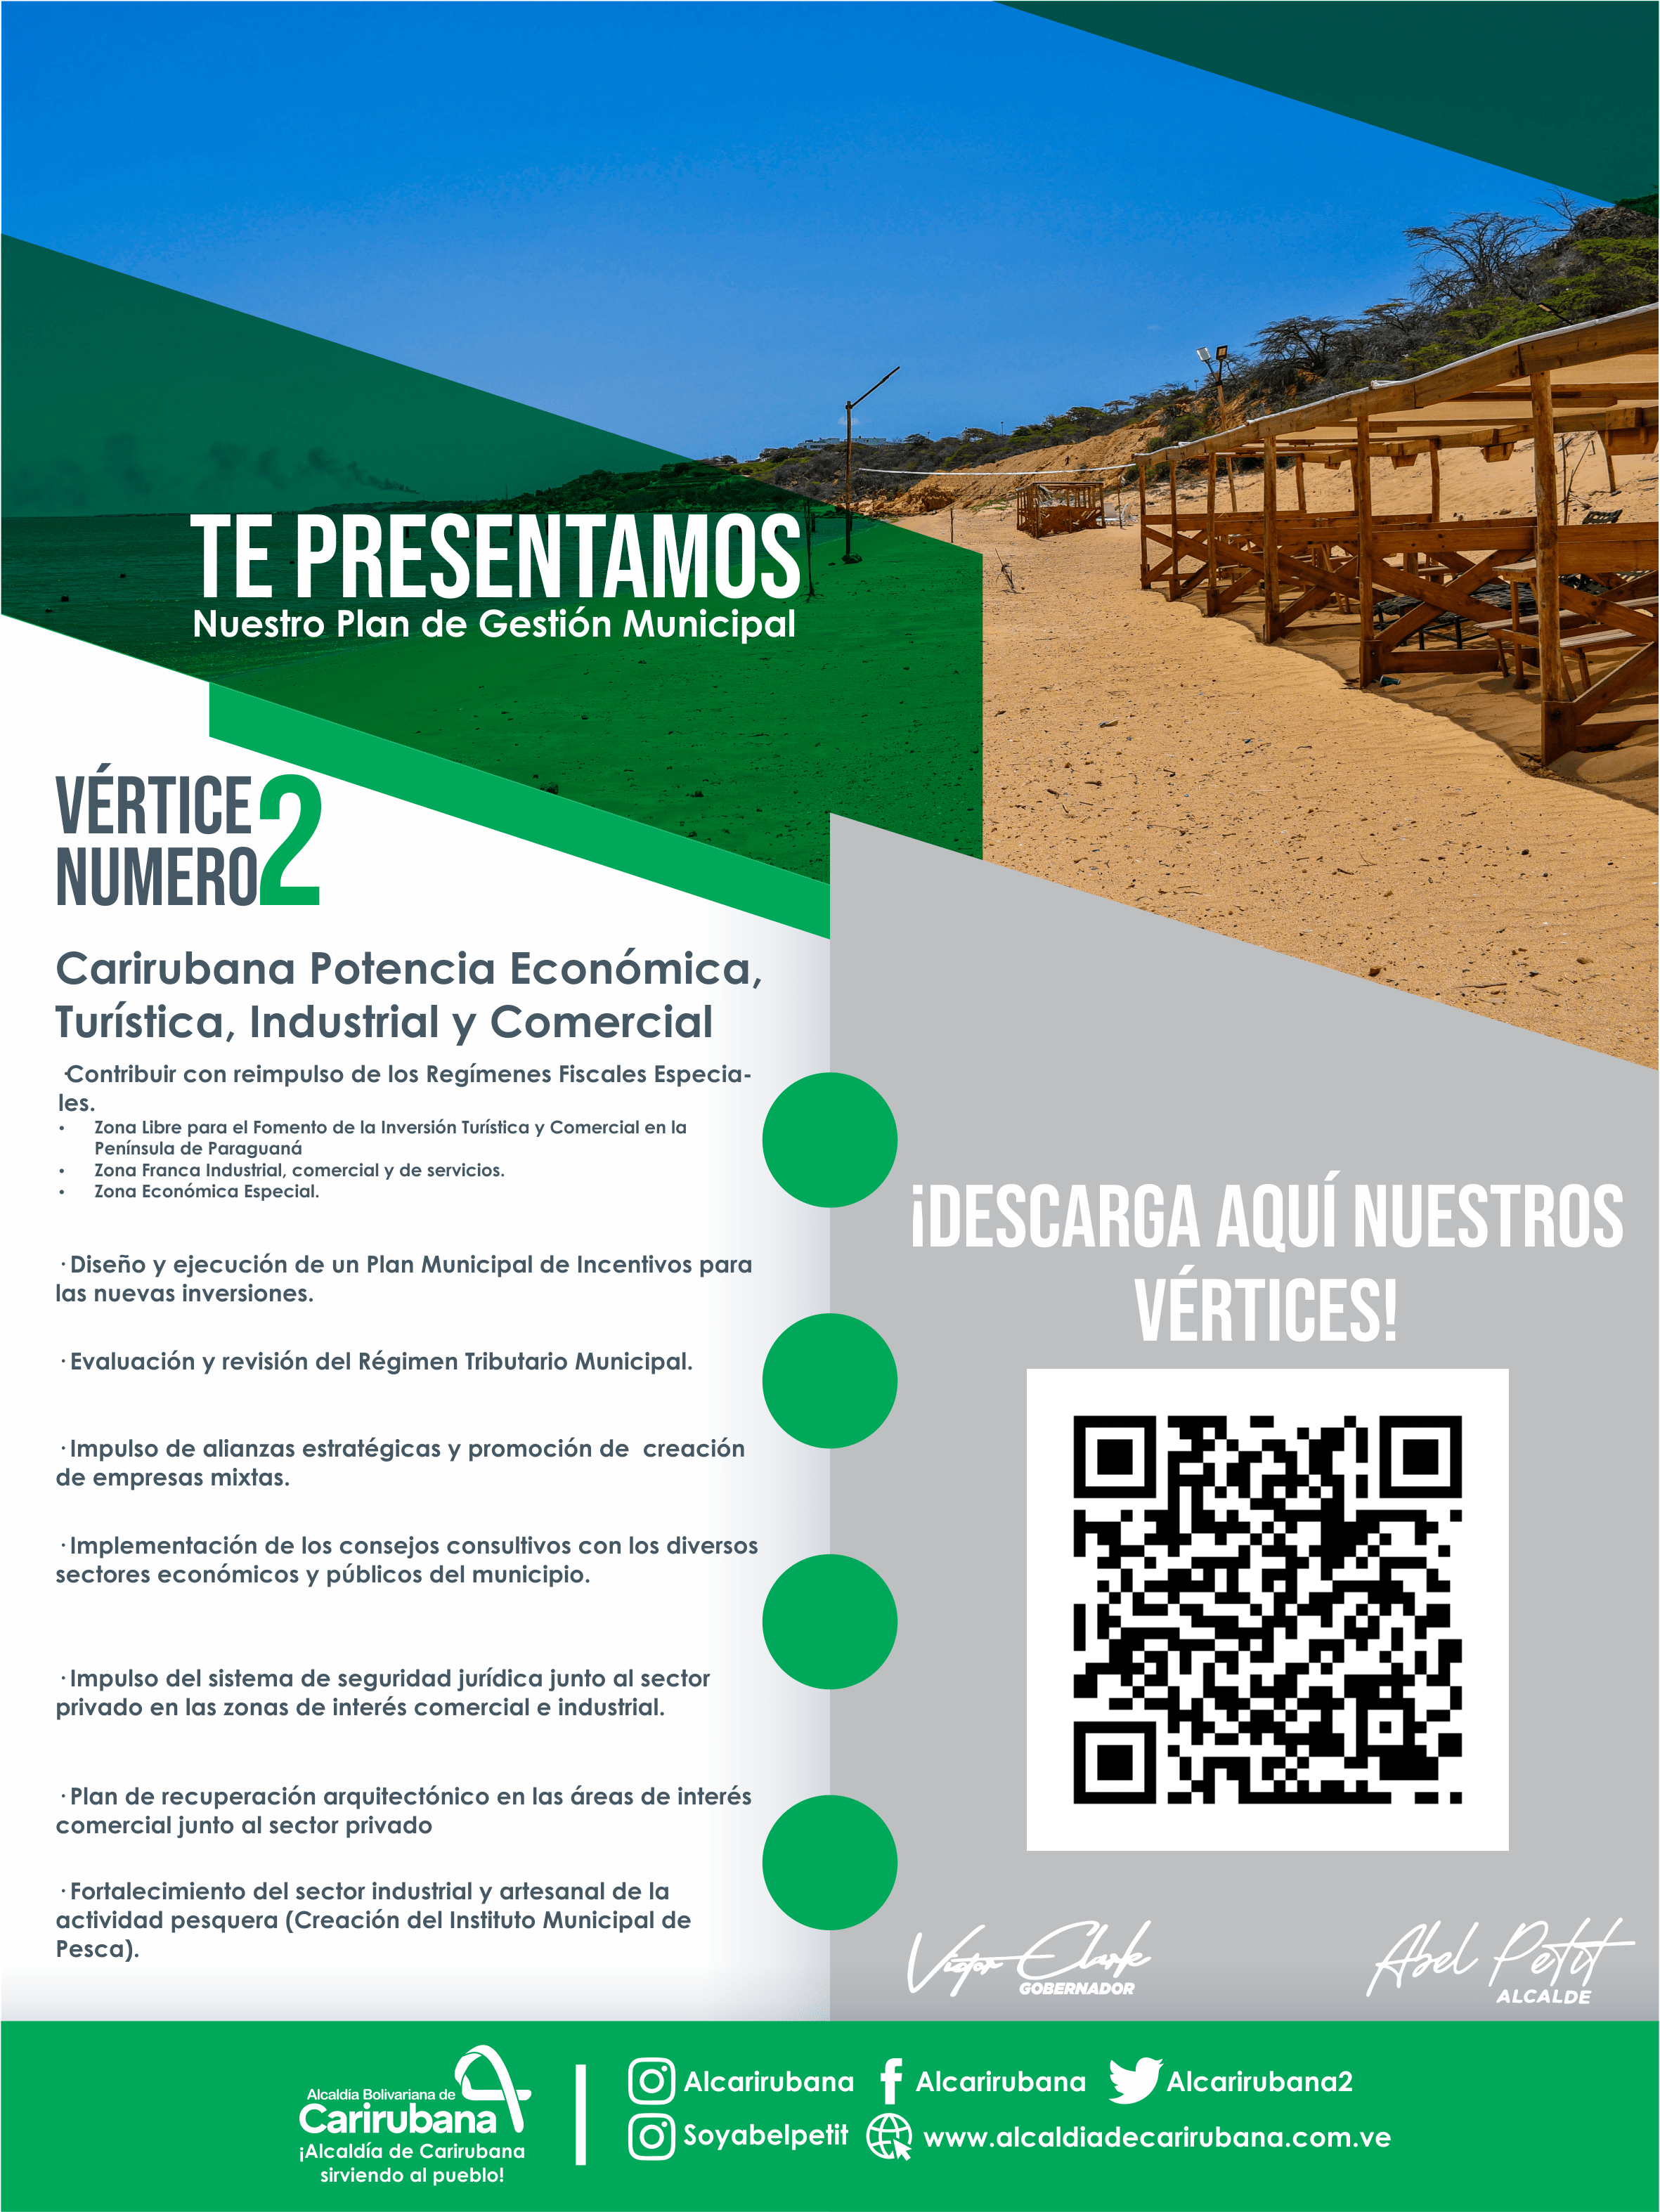 TE PRESENTAMOS
Nuestro Plan de Gestión Municipal
VÉRTICE
NUMERO 2
Carirubana Potencia Económica,
Turística, Industrial y Comercial
·Contribuir con reimpulso de los Regímenes Fiscales Especia-
les.
• Zona Libre para el Fomento de la Inversión Turística y Comercial en la
Península de Paraguaná
• Zona Franca Industrial, comercial y de servicios.
• Zona Económica Especial.
· Diseño y ejecución de un Plan Municipal de Incentivos para
las nuevas inversiones.
· Evaluación y revisión del Régimen Tributario Municipal.
· Impulso de alianzas estratégicas y promoción de creación
de empresas mixtas.
· Implementación de los consejos consultivos con los diversos
sectores económicos y públicos del municipio.
· Impulso del sistema de seguridad jurídica junto al sector
privado en las zonas de interés comercial e industrial.
· Plan de recuperación arquitectónico en las áreas de interés
comercial junto al sector privado
· Fortalecimiento del sector industrial y artesanal de la
actividad pesquera (Creación del Instituto Municipal de
Pesca).
¡DESCARGA AQUÍ NUESTROS
VÉRTICES!
Victor Clark
GOBERNADOR
Abel Petit
ALCALDE
Alcaldía Bolivariana de
Carirubana
¡Alcaldía de Carirubana
sirviendo al pueblo!
Alcarirubana Alcarirubana Alcarirubana2
Soyabelpetit www.alcaldiadecarirubana.com.ve